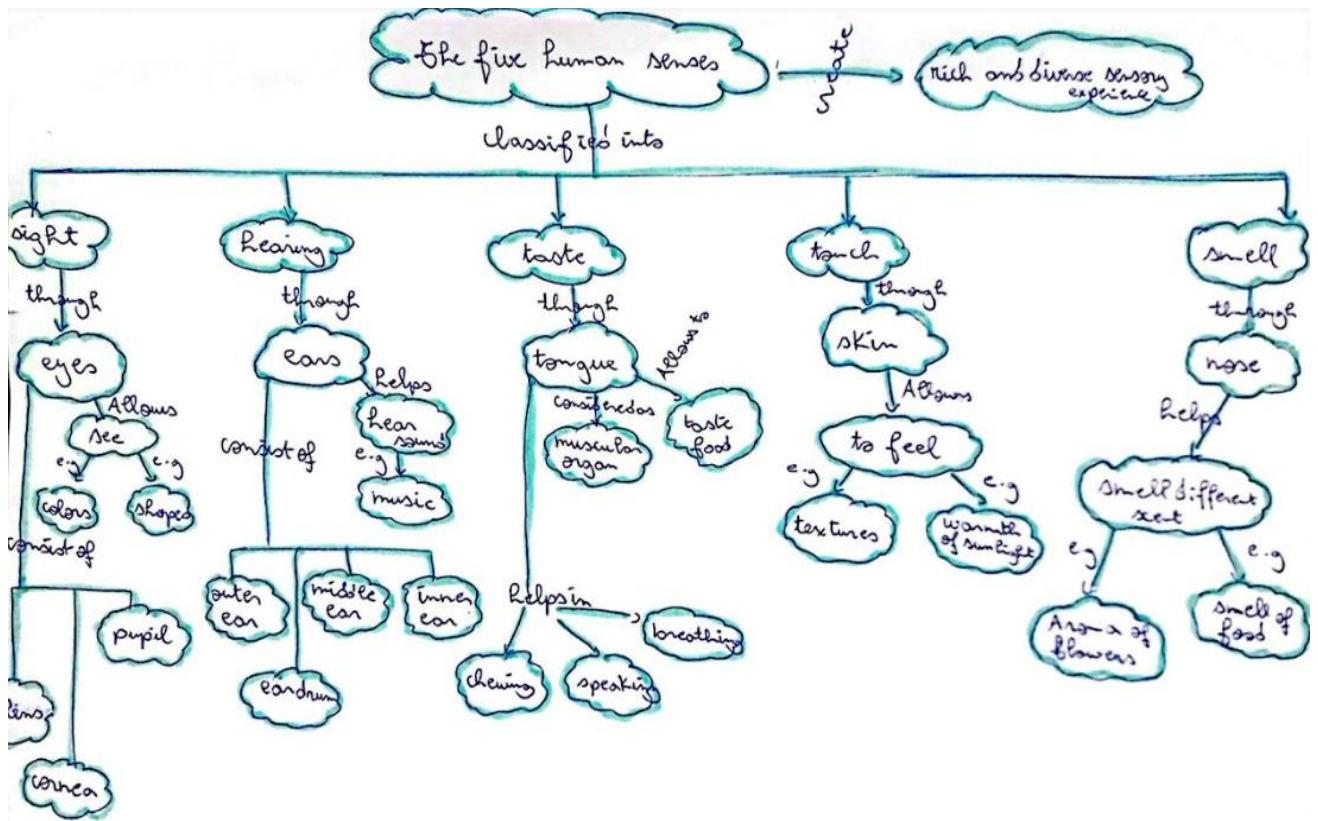 The five human senses
create
rich and diverse sensory
experience
classified into
sight
hearing
taste
touch
smell
through
through
through
through
through
eyes
ears
tongue
skin
nose
Allows
helps
considered as
Allows to
Allows
helps
see
hear
sound
muscular
organ
taste
food
to feel
smell different
scent
e.g
e.g
e.g
e.g
e.g
e.g
e.g
colors
shapes
music
textures
warmth
of sunlight
Aroma of
flowers
smell of
food
consist of
consist of
helps in
pupil
lens
cornea
outer
ear
middle
ear
inner
ear
eardrum
chewing
speaking
breathing